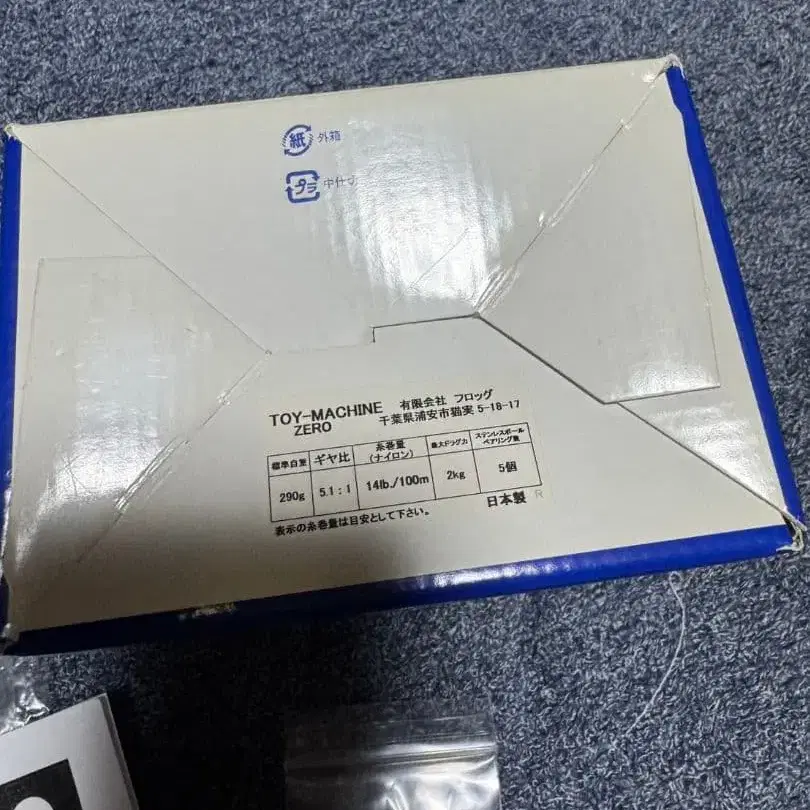 紙 外箱
プラ 中仕切
TOY-MACHINE 有限会社 フロッグ
ZERO 千葉県浦安市猫実 5-18-17
標準自重 ギヤ比 糸巻量 (ナイロン) 最大ドラグ力 ステンレスボール ベアリング数
290g 5.1:1 14lb./100m 2kg 5個
日本製 R
表示の糸巻量は目安として下さい。